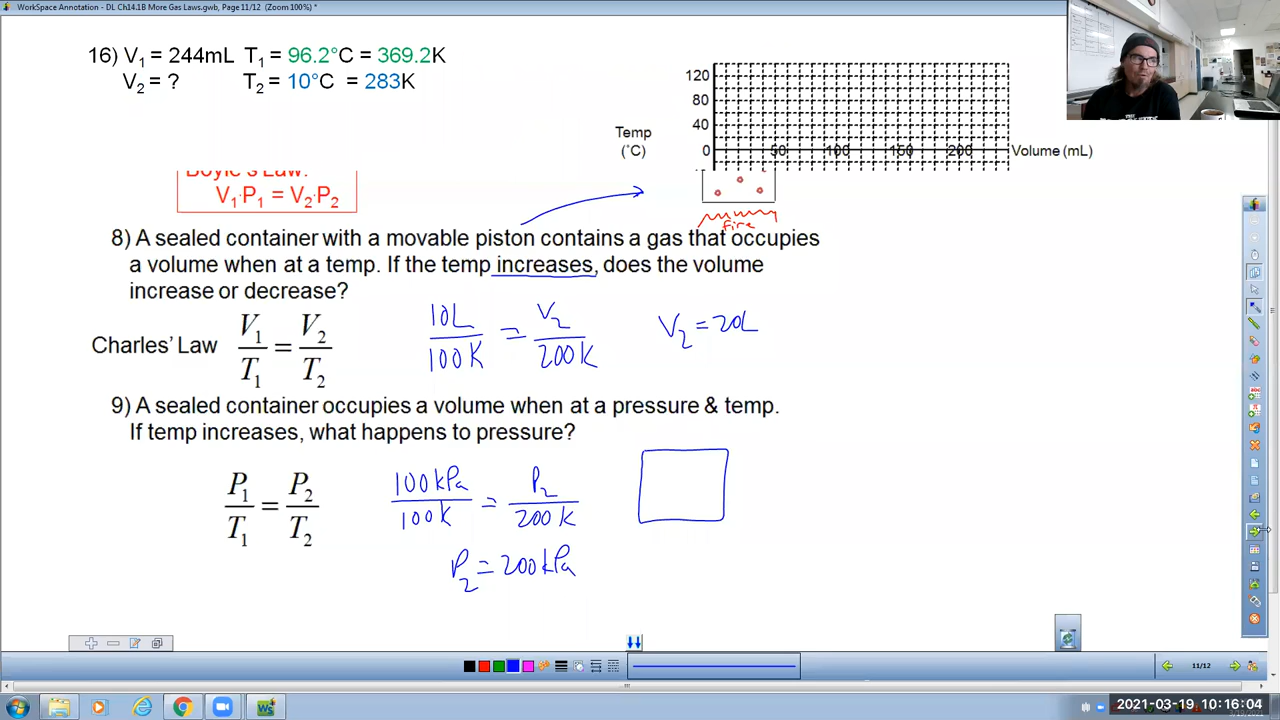 WorkSpace Annotation - DL Ch14.1B More Gas Laws.gwb, Page 11/12 (Zoom 100%) *
16) V₁ = 244mL T₁ = 96.2°C = 369.2K
V₂ = ? T₂ = 10°C = 283K
120
80
40
Temp
(˚C)
0 50 100 150 200 Volume (mL)
Boyle's Law:
V₁·P₁ = V₂·P₂
fire
8) A sealed container with a movable piston contains a gas that occupies
a volume when at a temp. If the temp increases, does the volume
increase or decrease?
Charles' Law V₁/T₁ = V₂/T₂ 10L/100K = V₂/200K V₂ = 20L
9) A sealed container occupies a volume when at a pressure & temp.
If temp increases, what happens to pressure?
P₁/T₁ = P₂/T₂ 100kPa/100K = P₂/200K
P₂ = 200kPa
11/12
2021-03-19 10:16:04